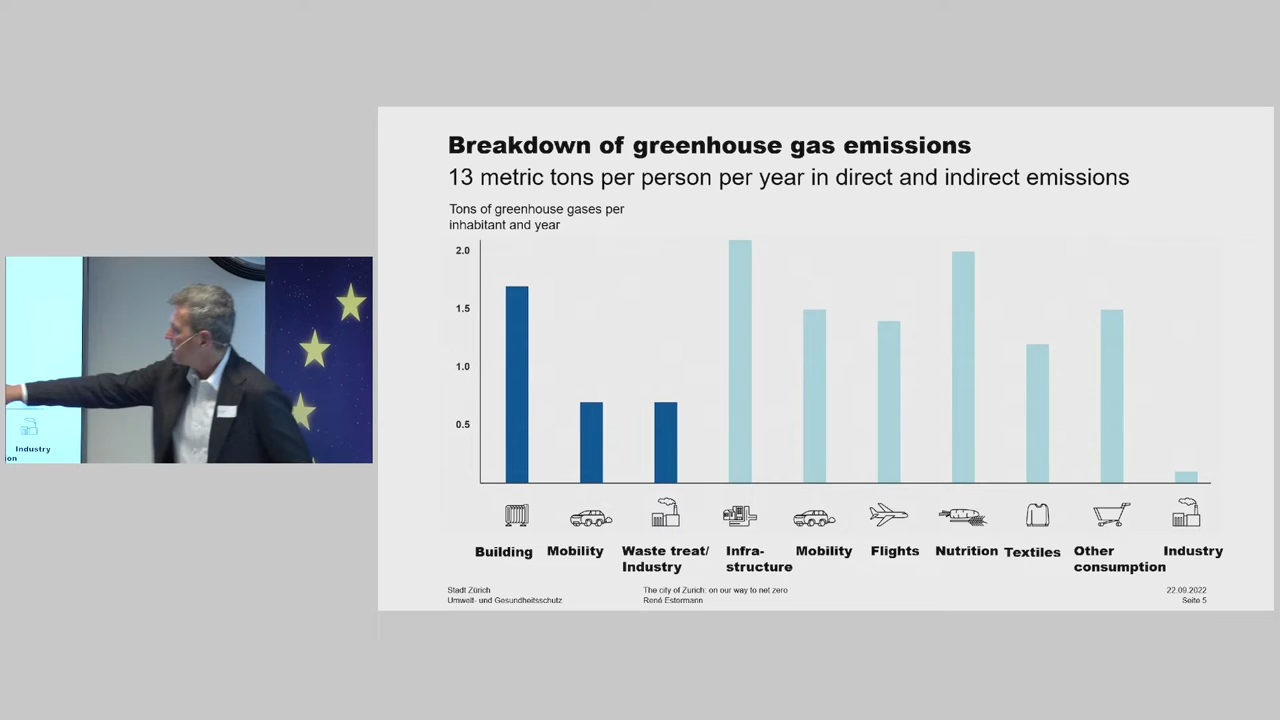 Breakdown of greenhouse gas emissions
13 metric tons per person per year in direct and indirect emissions
Tons of greenhouse gases per
inhabitant and year
2.0
1.5
1.0
0.5
Building
Mobility
Waste treat/
Industry
Infra-
structure
Mobility
Flights
Nutrition
Textiles
Other
consumption
Industry
Stadt Zürich
Umwelt- und Gesundheitsschutz
The city of Zurich: on our way to net zero
René Estermann
22.09.2022
Seite 5
Industry
on